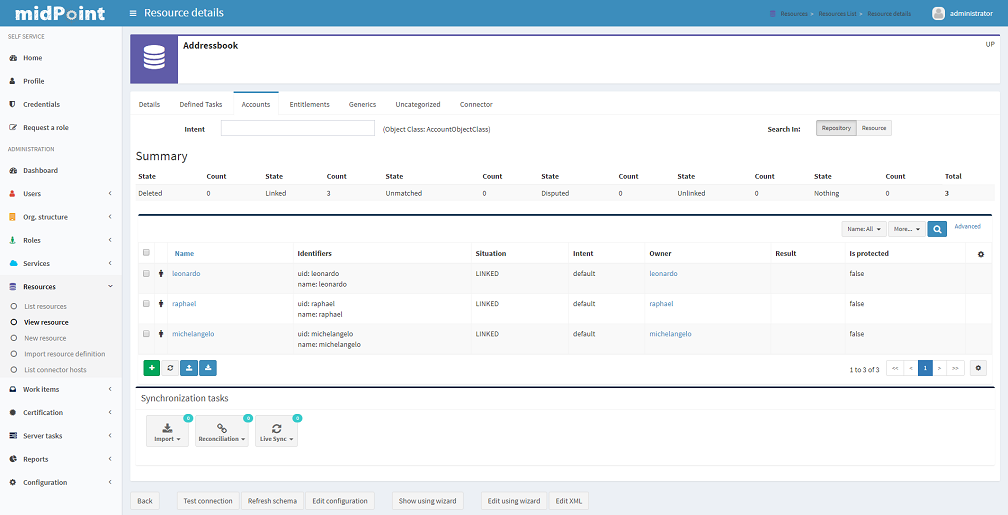 midPoint
Resource details
Resources
Resources List
Resource details
administrator
SELF SERVICE
Home
Profile
Credentials
Request a role
ADMINISTRATION
Dashboard
Users
Org. structure
Roles
Services
Resources
List resources
View resource
New resource
Import resource definition
List connector hosts
Work items
Certification
Server tasks
Reports
Configuration
Addressbook
UP
Details Defined Tasks Accounts Entitlements Generics Uncategorized Connector
Intent (Object Class: AccountObjectClass) Search In: Repository Resource
Summary
State Count State Count State Count State Count State Count State Count Total
Deleted 0 Linked 3 Unmatched 0 Disputed 0 Unlinked 0 Nothing 0 3
Name: All More... Advanced
Name Identifiers Situation Intent Owner Result Is protected
leonardo uid: leonardo LINKED default leonardo false
name: leonardo
raphael uid: raphael LINKED default raphael false
name: raphael
michelangelo uid: michelangelo LINKED default michelangelo false
name: michelangelo
1 to 3 of 3 << < 1 > >>
Synchronization tasks
0 0 0
Import Reconciliation Live Sync
Back Test connection Refresh schema Edit configuration Show using wizard Edit using wizard Edit XML